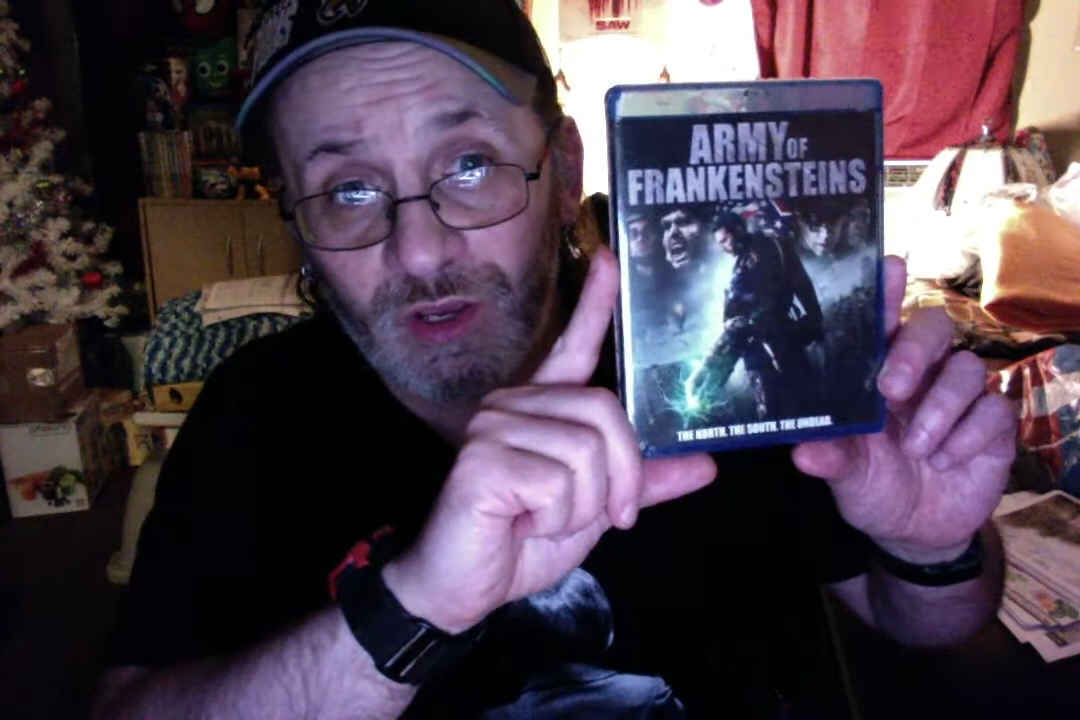 SAW
ARMY OF
FRANKENSTEINS
THE NORTH. THE SOUTH. THE UNDEAD.